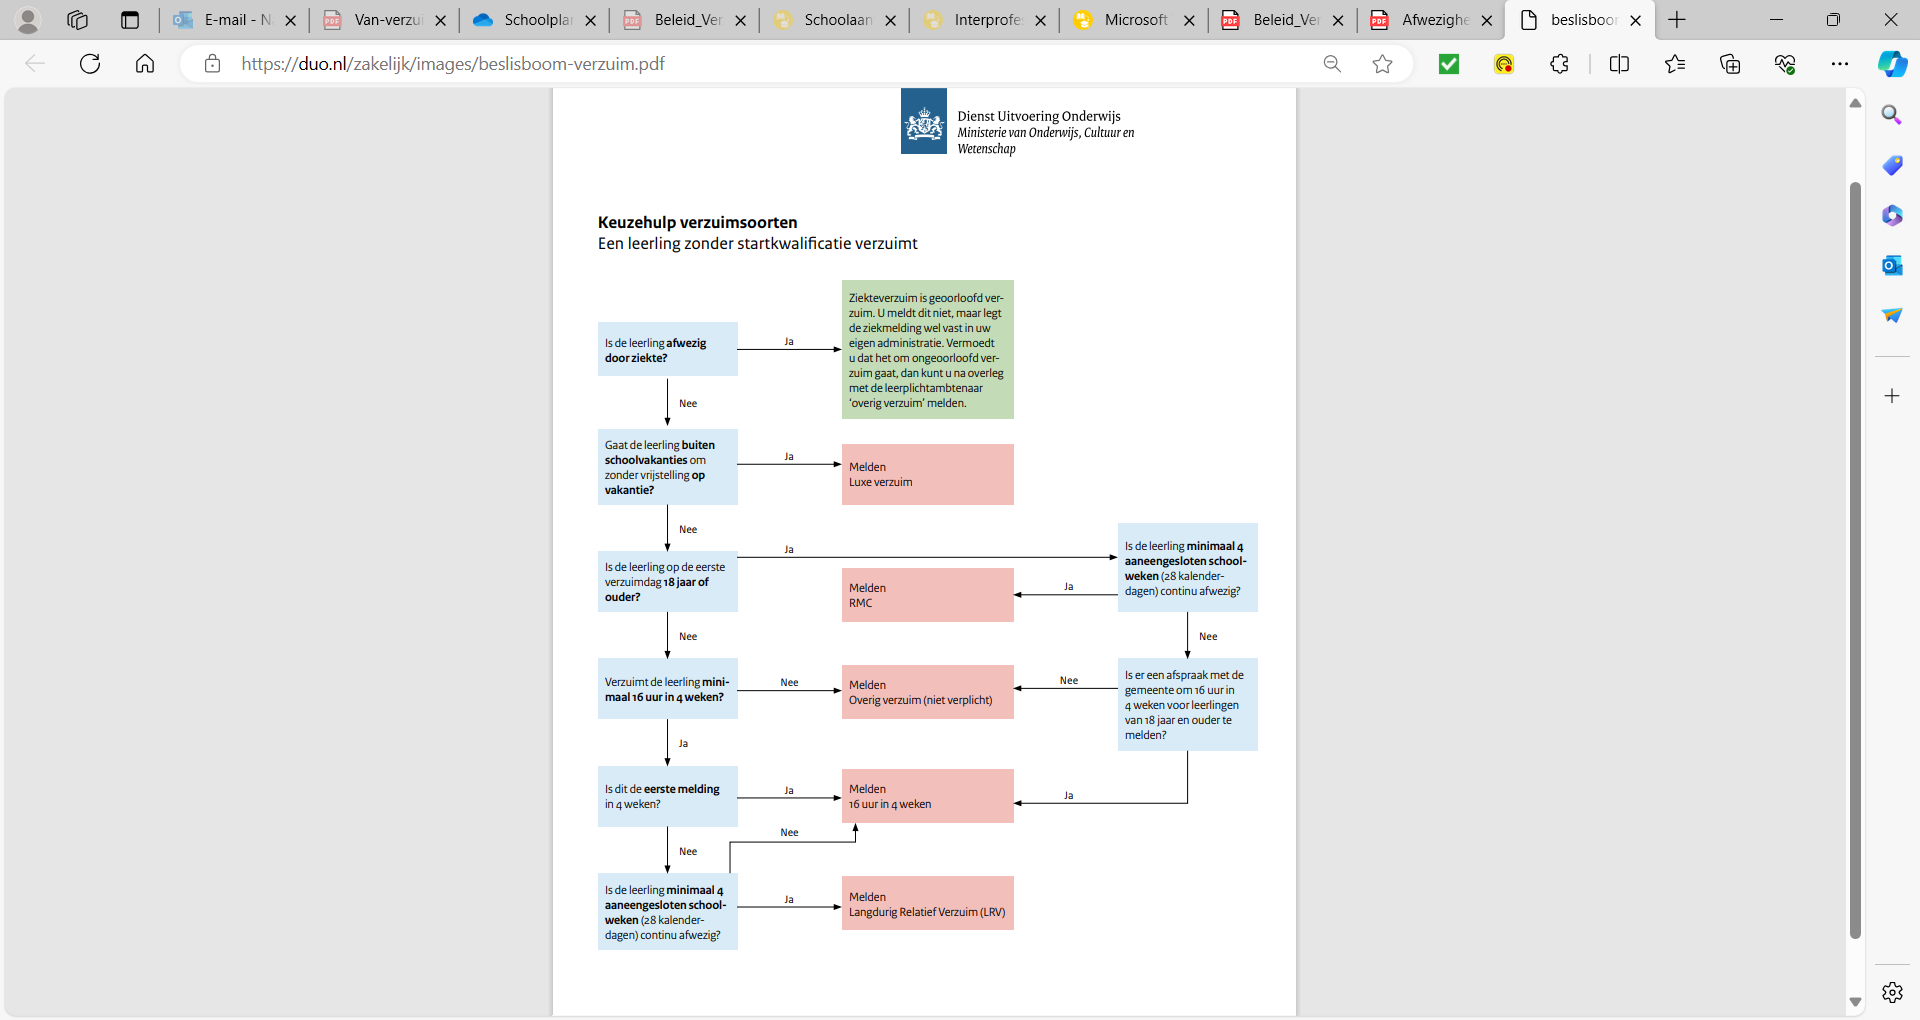 E-mail - N
Van-verzui
Schoolplan
Beleid_Ver
Schoolaan
Interprofes
Microsoft
Beleid_Ver
Afwezighe
beslisboom
https://duo.nl/zakelijk/images/beslisboom-verzuim.pdf
Dienst Uitvoering Onderwijs
Ministerie van Onderwijs, Cultuur en
Wetenschap
Keuzehulp verzuimsoorten
Een leerling zonder startkwalificatie verzuimt
Is de leerling afwezig
door ziekte?
Ja
Ziekteverzuim is geoorloofd ver-
zuim. U meldt dit niet, maar legt
de ziekmelding wel vast in uw
eigen administratie. Vermoedt
u dat het om ongeoorloofd ver-
zuim gaat, dan kunt u na overleg
met de leerplichtambtenaar
‘overig verzuim’ melden.
Nee
Gaat de leerling buiten
schoolvakanties om
zonder vrijstelling op
vakantie?
Ja
Melden
Luxe verzuim
Nee
Is de leerling op de eerste
verzuimdag 18 jaar of
ouder?
Ja
Is de leerling minimaal 4
aaneengesloten school-
weken (28 kalender-
dagen) continu afwezig?
Ja
Melden
RMC
Nee
Nee
Verzuimt de leerling mini-
maal 16 uur in 4 weken?
Nee
Melden
Overig verzuim (niet verplicht)
Nee
Is er een afspraak met de
gemeente om 16 uur in
4 weken voor leerlingen
van 18 jaar en ouder te
melden?
Ja
Is dit de eerste melding
in 4 weken?
Ja
Melden
16 uur in 4 weken
Ja
Nee
Nee
Is de leerling minimaal 4
aaneengesloten school-
weken (28 kalender-
dagen) continu afwezig?
Ja
Melden
Langdurig Relatief Verzuim (LRV)